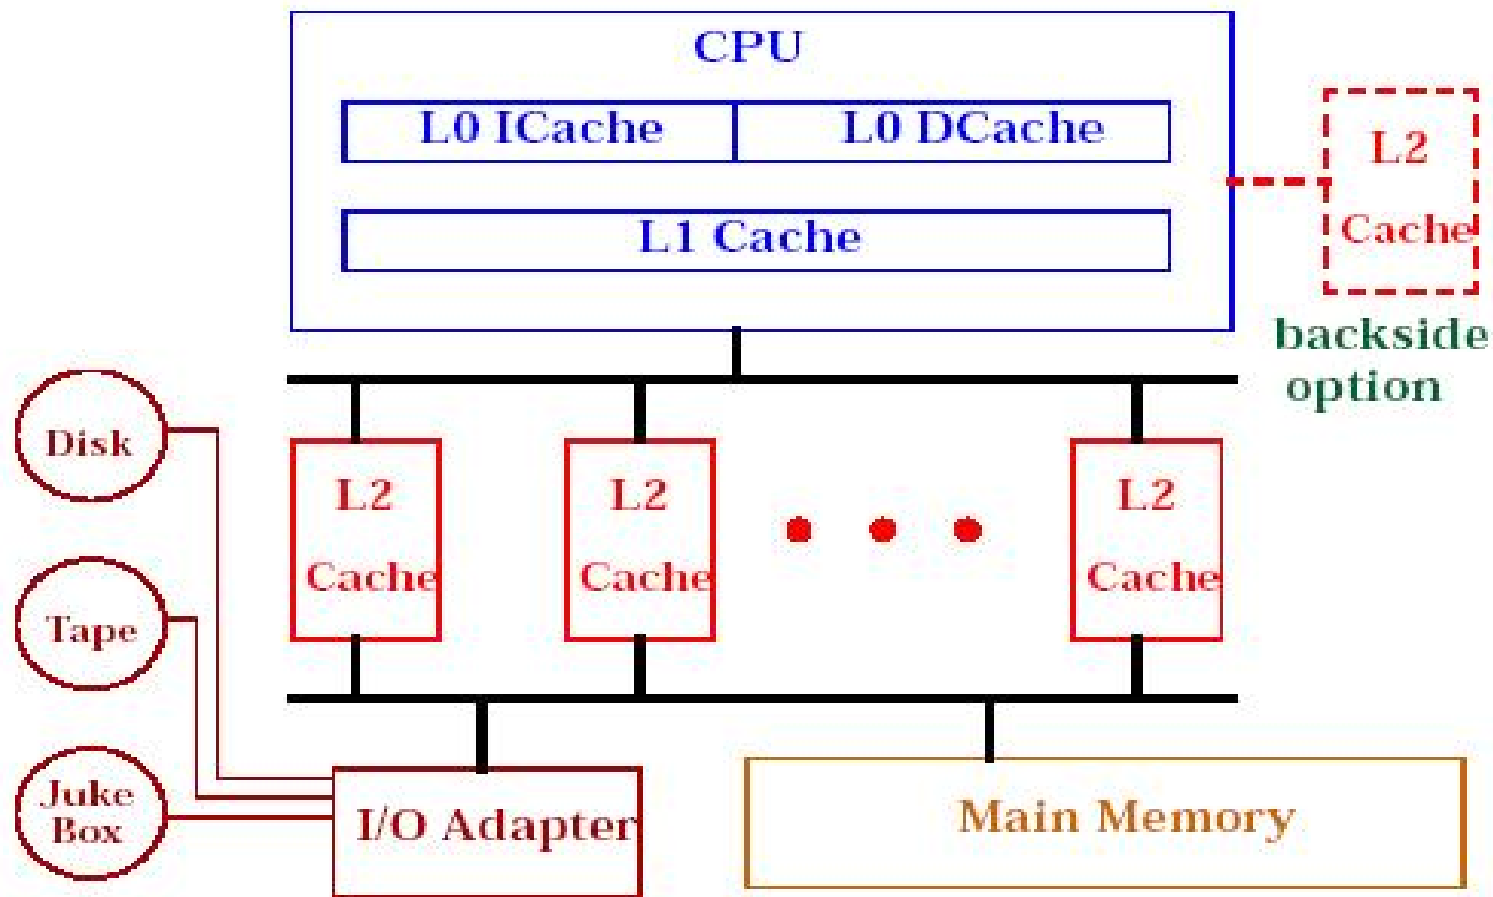 CPU
L0 ICache
L0 DCache
L1 Cache
L2
Cache
backside
option
Disk
L2
Cache
L2
Cache
L2
Cache
Tape
Juke
Box
I/O Adapter
Main Memory